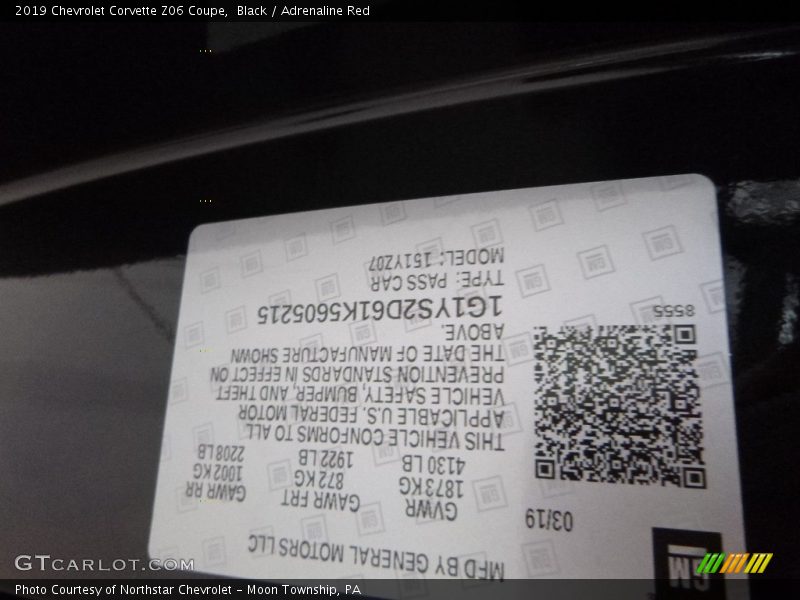 2019 Chevrolet Corvette Z06 Coupe,  Black / Adrenaline Red
MFD BY GENERAL MOTORS LLC
GM
03/19
GVWR
1873 KG
4130 LB
GAWR FRT
872 KG
1922 LB
GAWR RR
1002 KG
2208 LB
THIS VEHICLE CONFORMS TO ALL
APPLICABLE U.S. FEDERAL MOTOR
VEHICLE SAFETY, BUMPER, AND THEFT
PREVENTION STANDARDS IN EFFECT ON
THE DATE OF MANUFACTURE SHOWN
ABOVE.
1G1YS2D61K5605215
TYPE: PASS CAR
MODEL: 1S1YZ07
85555
GTCARLOT.COM
Photo Courtesy of Northstar Chevrolet – Moon Township, PA